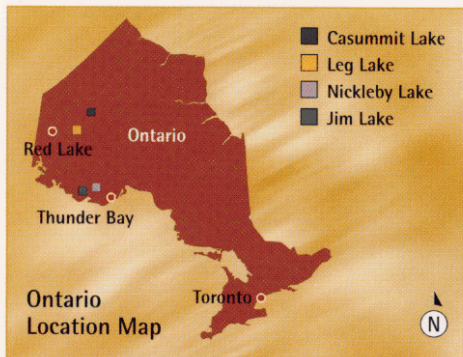 Casummit Lake
Leg Lake
Nickleby Lake
Jim Lake
Ontario
Red Lake
Thunder Bay
Toronto
Ontario
Location Map
N